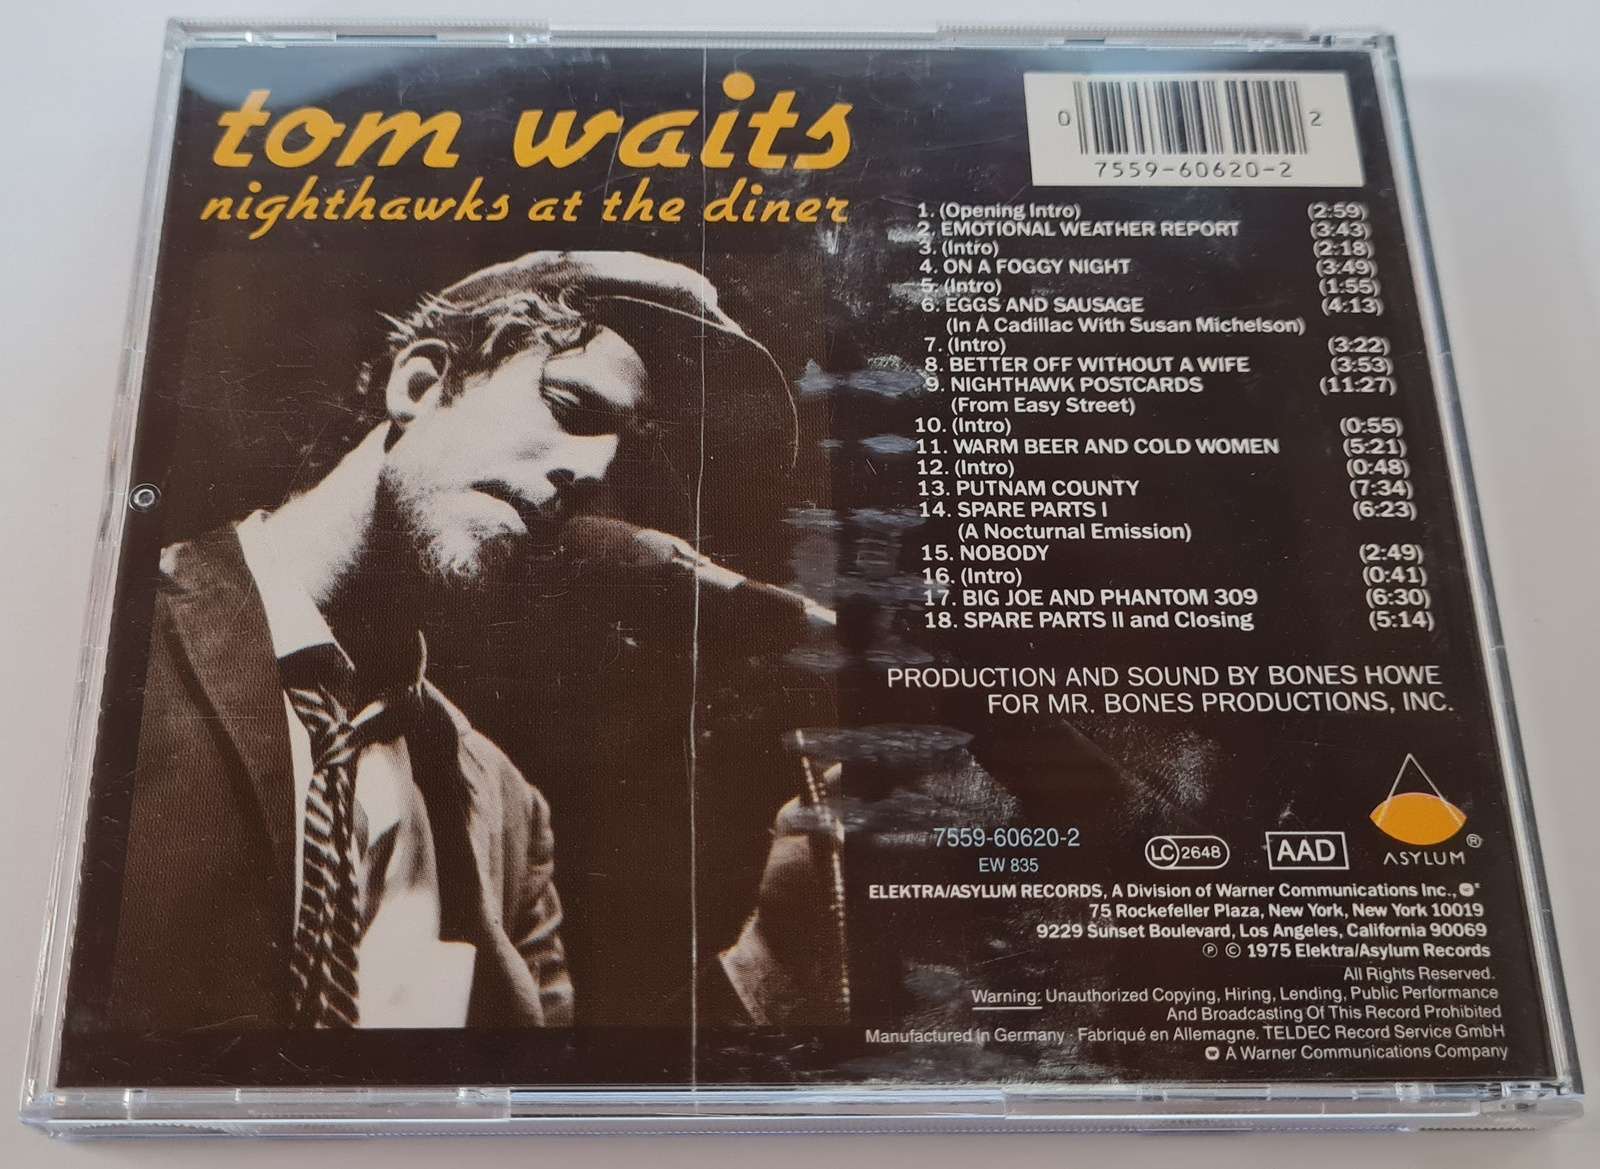 tom waits
nighthawks at the diner
0 2
7559-60620-2
1. (Opening Intro) (2:59)
2. EMOTIONAL WEATHER REPORT (3:43)
3. (Intro) (2:18)
4. ON A FOGGY NIGHT (3:49)
5. (Intro) (1:55)
6. EGGS AND SAUSAGE (4:13)
(In A Cadillac With Susan Michelson)
7. (Intro) (3:22)
8. BETTER OFF WITHOUT A WIFE (3:53)
9. NIGHTHAWK POSTCARDS (11:27)
(From Easy Street)
10. (Intro) (0:55)
11. WARM BEER AND COLD WOMEN (5:21)
12. (Intro) (0:48)
13. PUTNAM COUNTY (7:34)
14. SPARE PARTS I (6:23)
(A Nocturnal Emission)
15. NOBODY (2:49)
16. (Intro) (0:41)
17. BIG JOE AND PHANTOM 309 (6:30)
18. SPARE PARTS II and Closing (5:14)
PRODUCTION AND SOUND BY BONES HOWE
FOR MR. BONES PRODUCTIONS, INC.
7559-60620-2
EW 835
LC 2648
AAD
ASYLUM ®
ELEKTRA/ASYLUM RECORDS, A Division of Warner Communications Inc.,
75 Rockefeller Plaza, New York, New York 10019
9229 Sunset Boulevard, Los Angeles, California 90069
℗ © 1975 Elektra/Asylum Records
All Rights Reserved.
Warning: Unauthorized Copying, Hiring, Lending, Public Performance
And Broadcasting Of This Record Prohibited
Manufactured in Germany · Fabriqué en Allemagne. TELDEC Record Service GmbH
A Warner Communications Company